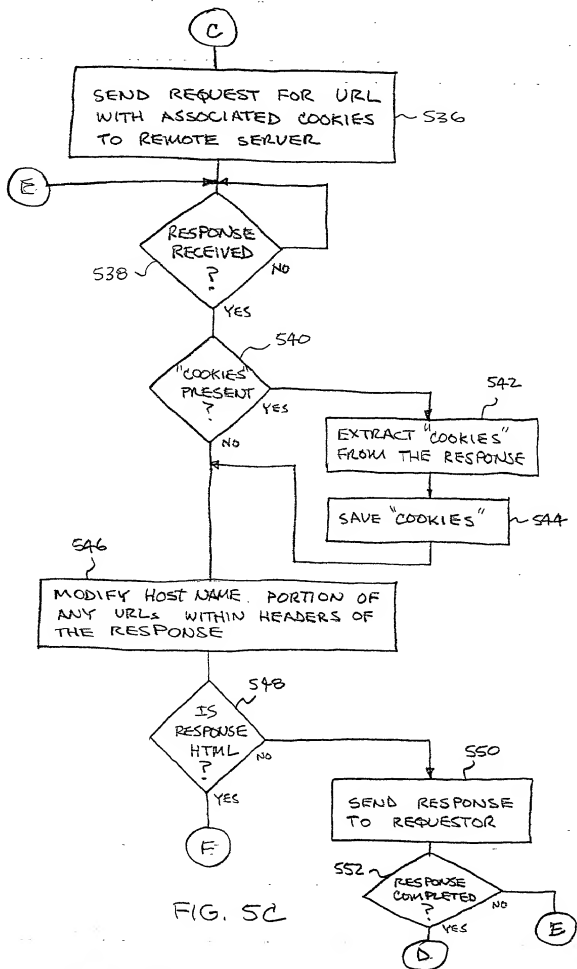 C
SEND REQUEST FOR URL
WITH ASSOCIATED COOKIES
TO REMOTE SERVER
536
E
RESPONSE
RECEIVED
?
538
NO
YES
540
"COOKIES"
PRESENT
?
YES
NO
542
EXTRACT "COOKIES"
FROM THE RESPONSE
SAVE "COOKIES"
544
546
MODIFY HOST NAME PORTION OF
ANY URLs WITHIN HEADERS OF
THE RESPONSE
548
IS
RESPONSE
HTML
?
NO
YES
F
550
SEND RESPONSE
TO REQUESTOR
552
RESPONSE
COMPLETED
?
NO
YES
E
D
FIG. 5C